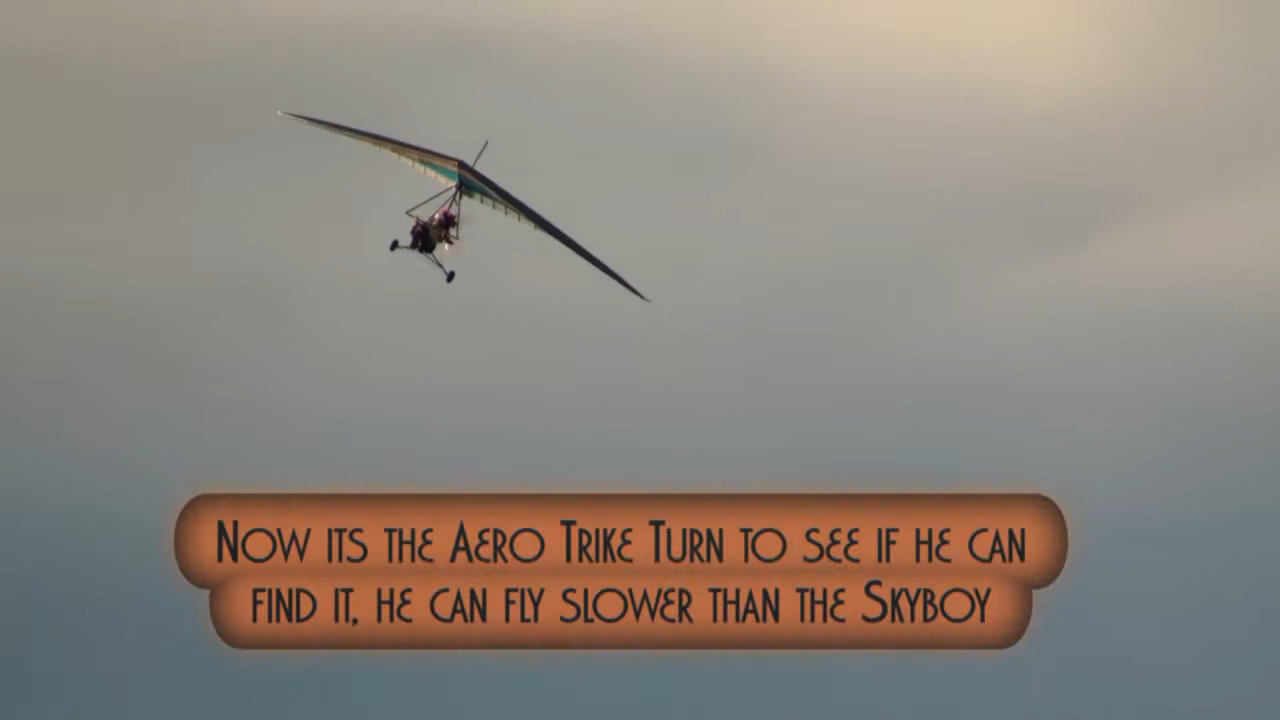 Now its the Aero Trike Turn to see if he can
find it, he can fly slower than the Skyboy